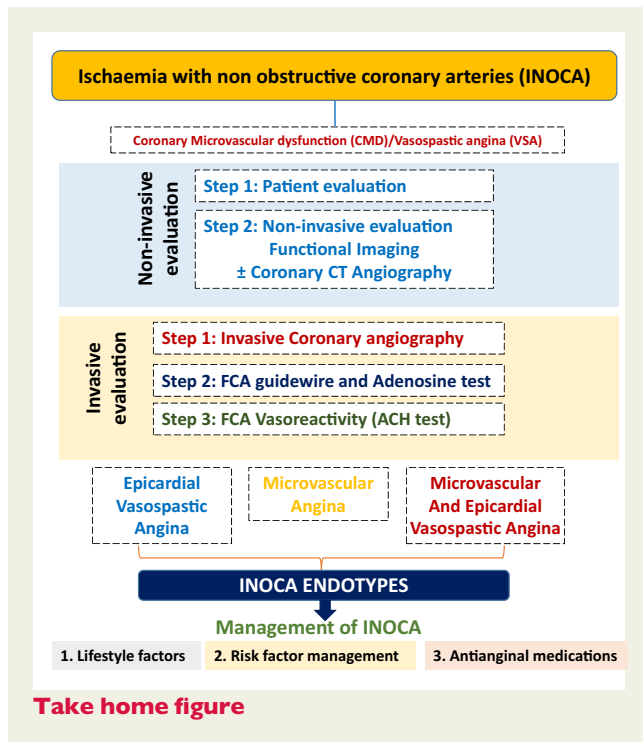 Ischaemia with non obstructive coronary arteries (INOCA)
Coronary Microvascular dysfunction (CMD)/Vasospastic angina (VSA)
Non-invasive
evaluation
Step 1: Patient evaluation
Step 2: Non-invasive evaluation
Functional Imaging
± Coronary CT Angiography
Invasive
evaluation
Step 1: Invasive Coronary angiography
Step 2: FCA guidewire and Adenosine test
Step 3: FCA Vasoreactivity (ACH test)
Epicardial
Vasospastic
Angina
Microvascular
Angina
Microvascular
And Epicardial
Vasospastic Angina
INOCA ENDOTYPES
Management of INOCA
1. Lifestyle factors
2. Risk factor management
3. Antianginal medications
Take home figure